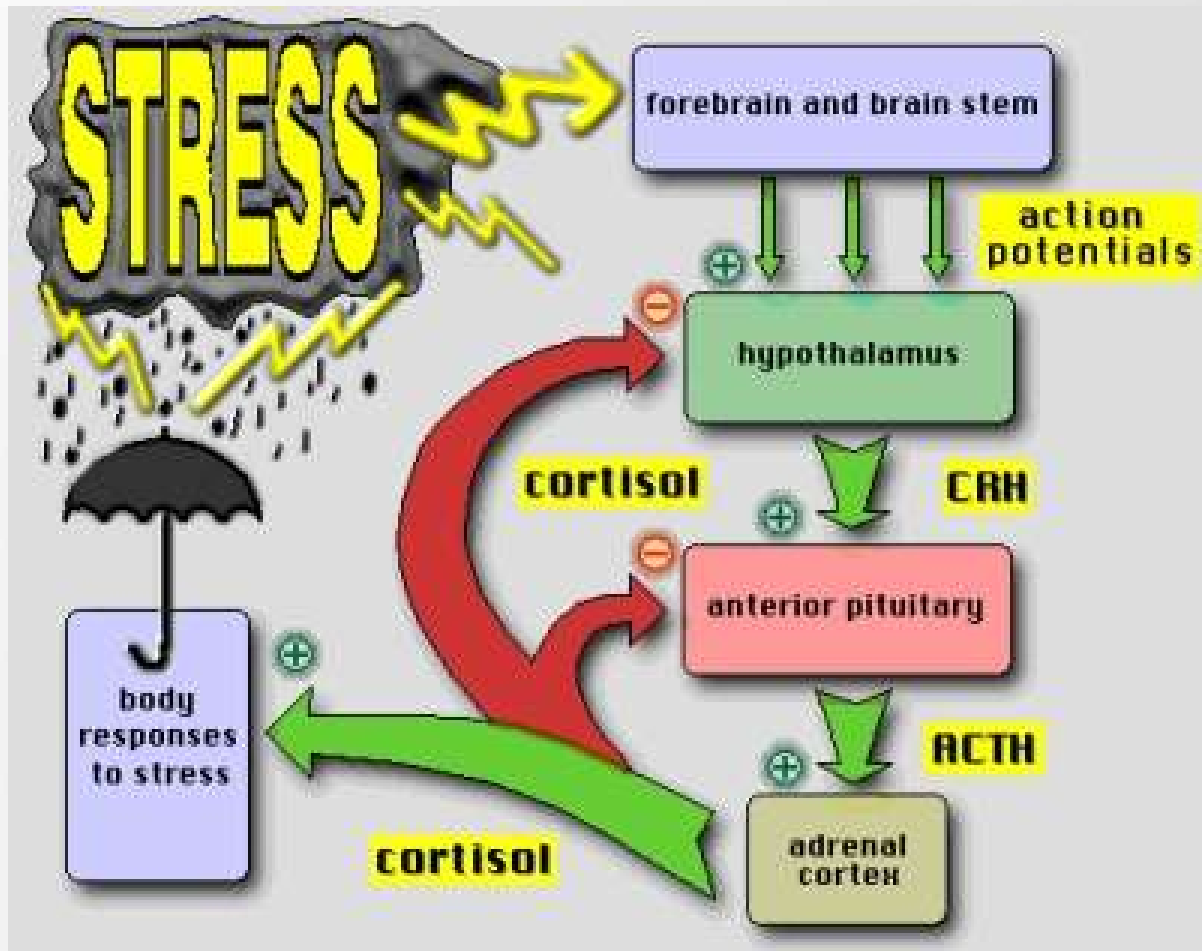 STRESS
forebrain and brain stem
action
potentials
hypothalamus
cortisol
CRH
anterior pituitary
body
responses
to stress
ACTH
cortisol
adrenal
cortex